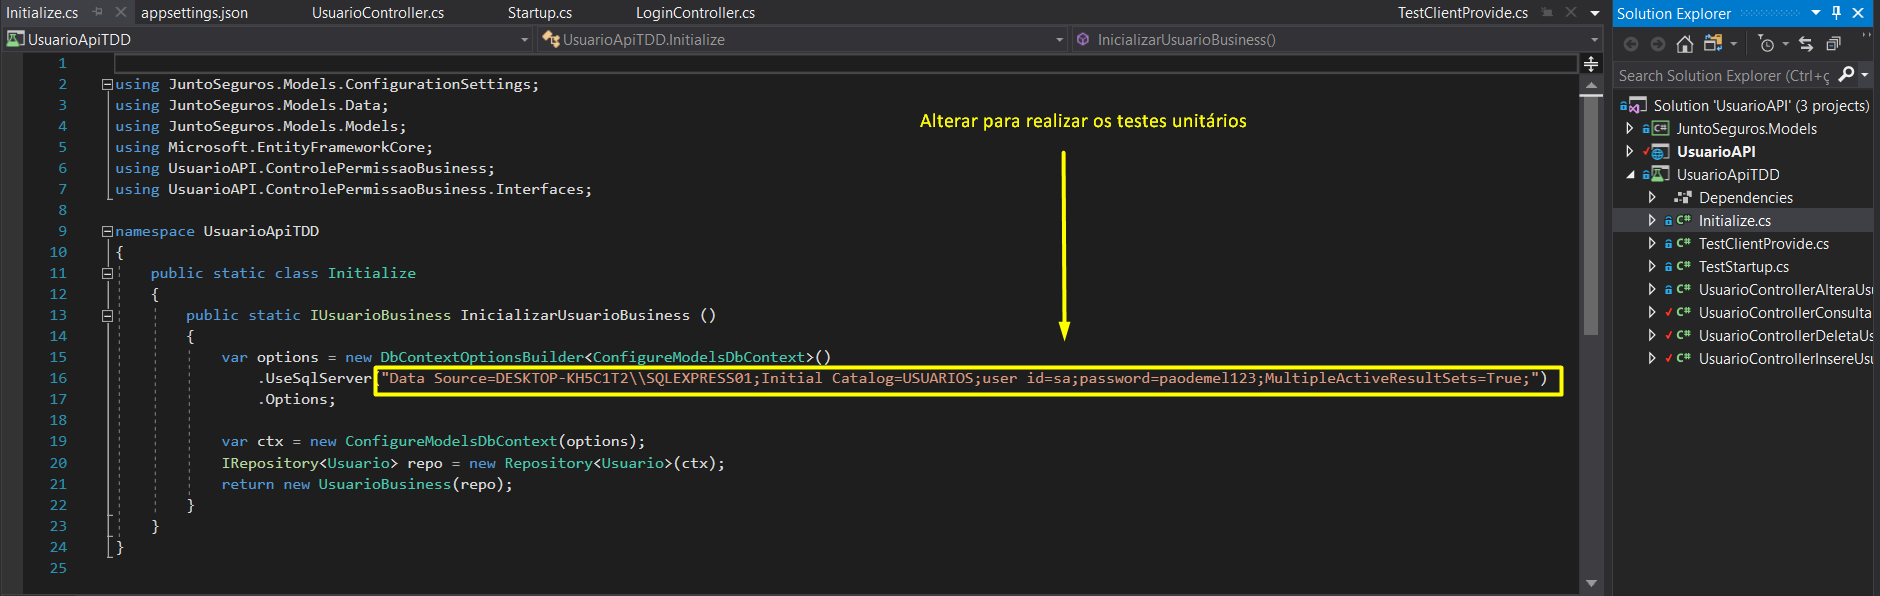 Initialize.cs
appsettings.json
UsuarioController.cs
Startup.cs
LoginController.cs
TestClientProvide.cs
UsuarioApiTDD
UsuarioApiTDD.Initialize
InicializarUsuarioBusiness()
1
2 using JuntoSeguros.Models.ConfigurationSettings;
3 using JuntoSeguros.Models.Data;
4 using JuntoSeguros.Models.Models;
5 using Microsoft.EntityFrameworkCore;
6 using UsuarioAPI.ControlePermissaoBusiness;
7 using UsuarioAPI.ControlePermissaoBusiness.Interfaces;
8
9 namespace UsuarioApiTDD
10 {
11 public static class Initialize
12 {
13 public static IUsuarioBusiness InicializarUsuarioBusiness ()
14 {
15 var options = new DbContextOptionsBuilder<ConfigureModelsDbContext>()
16 .UseSqlServer("Data Source=DESKTOP-KH5C1T2\\SQLEXPRESS01;Initial Catalog=USUARIOS;user id=sa;password=paodemel123;MultipleActiveResultSets=True;")
17 .Options;
18
19 var ctx = new ConfigureModelsDbContext(options);
20 IRepository<Usuario> repo = new Repository<Usuario>(ctx);
21 return new UsuarioBusiness(repo);
22 }
23 }
24 }
25
Alterar para realizar os testes unitários
Solution Explorer
Search Solution Explorer (Ctrl+ç
Solution 'UsuarioAPI' (3 projects)
C# JuntoSeguros.Models
UsuarioAPI
UsuarioApiTDD
Dependencies
C# Initialize.cs
C# TestClientProvide.cs
C# TestStartup.cs
C# UsuarioControllerAlteraUsu
C# UsuarioControllerConsulta
C# UsuarioControllerDeletaUs
C# UsuarioControllerInsereUsu